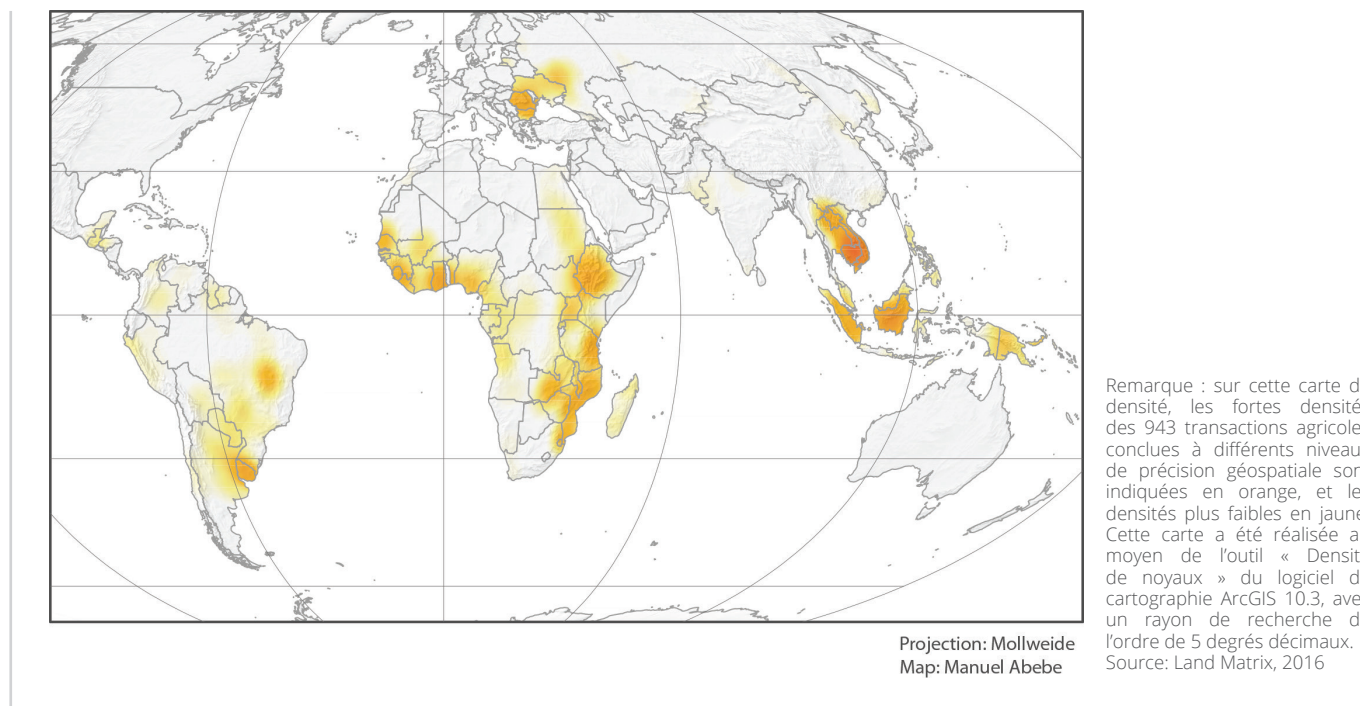 Projection: Mollweide
Map: Manuel Abebe
Remarque : sur cette carte d
densité, les fortes densité
des 943 transactions agricole
conclues à différents niveau
de précision géospatiale son
indiquées en orange, et le
densités plus faibles en jaune
Cette carte a été réalisée a
moyen de l’outil « Densit
de noyaux » du logiciel d
cartographie ArcGIS 10.3, ave
un rayon de recherche d
l’ordre de 5 degrés décimaux.
Source: Land Matrix, 2016